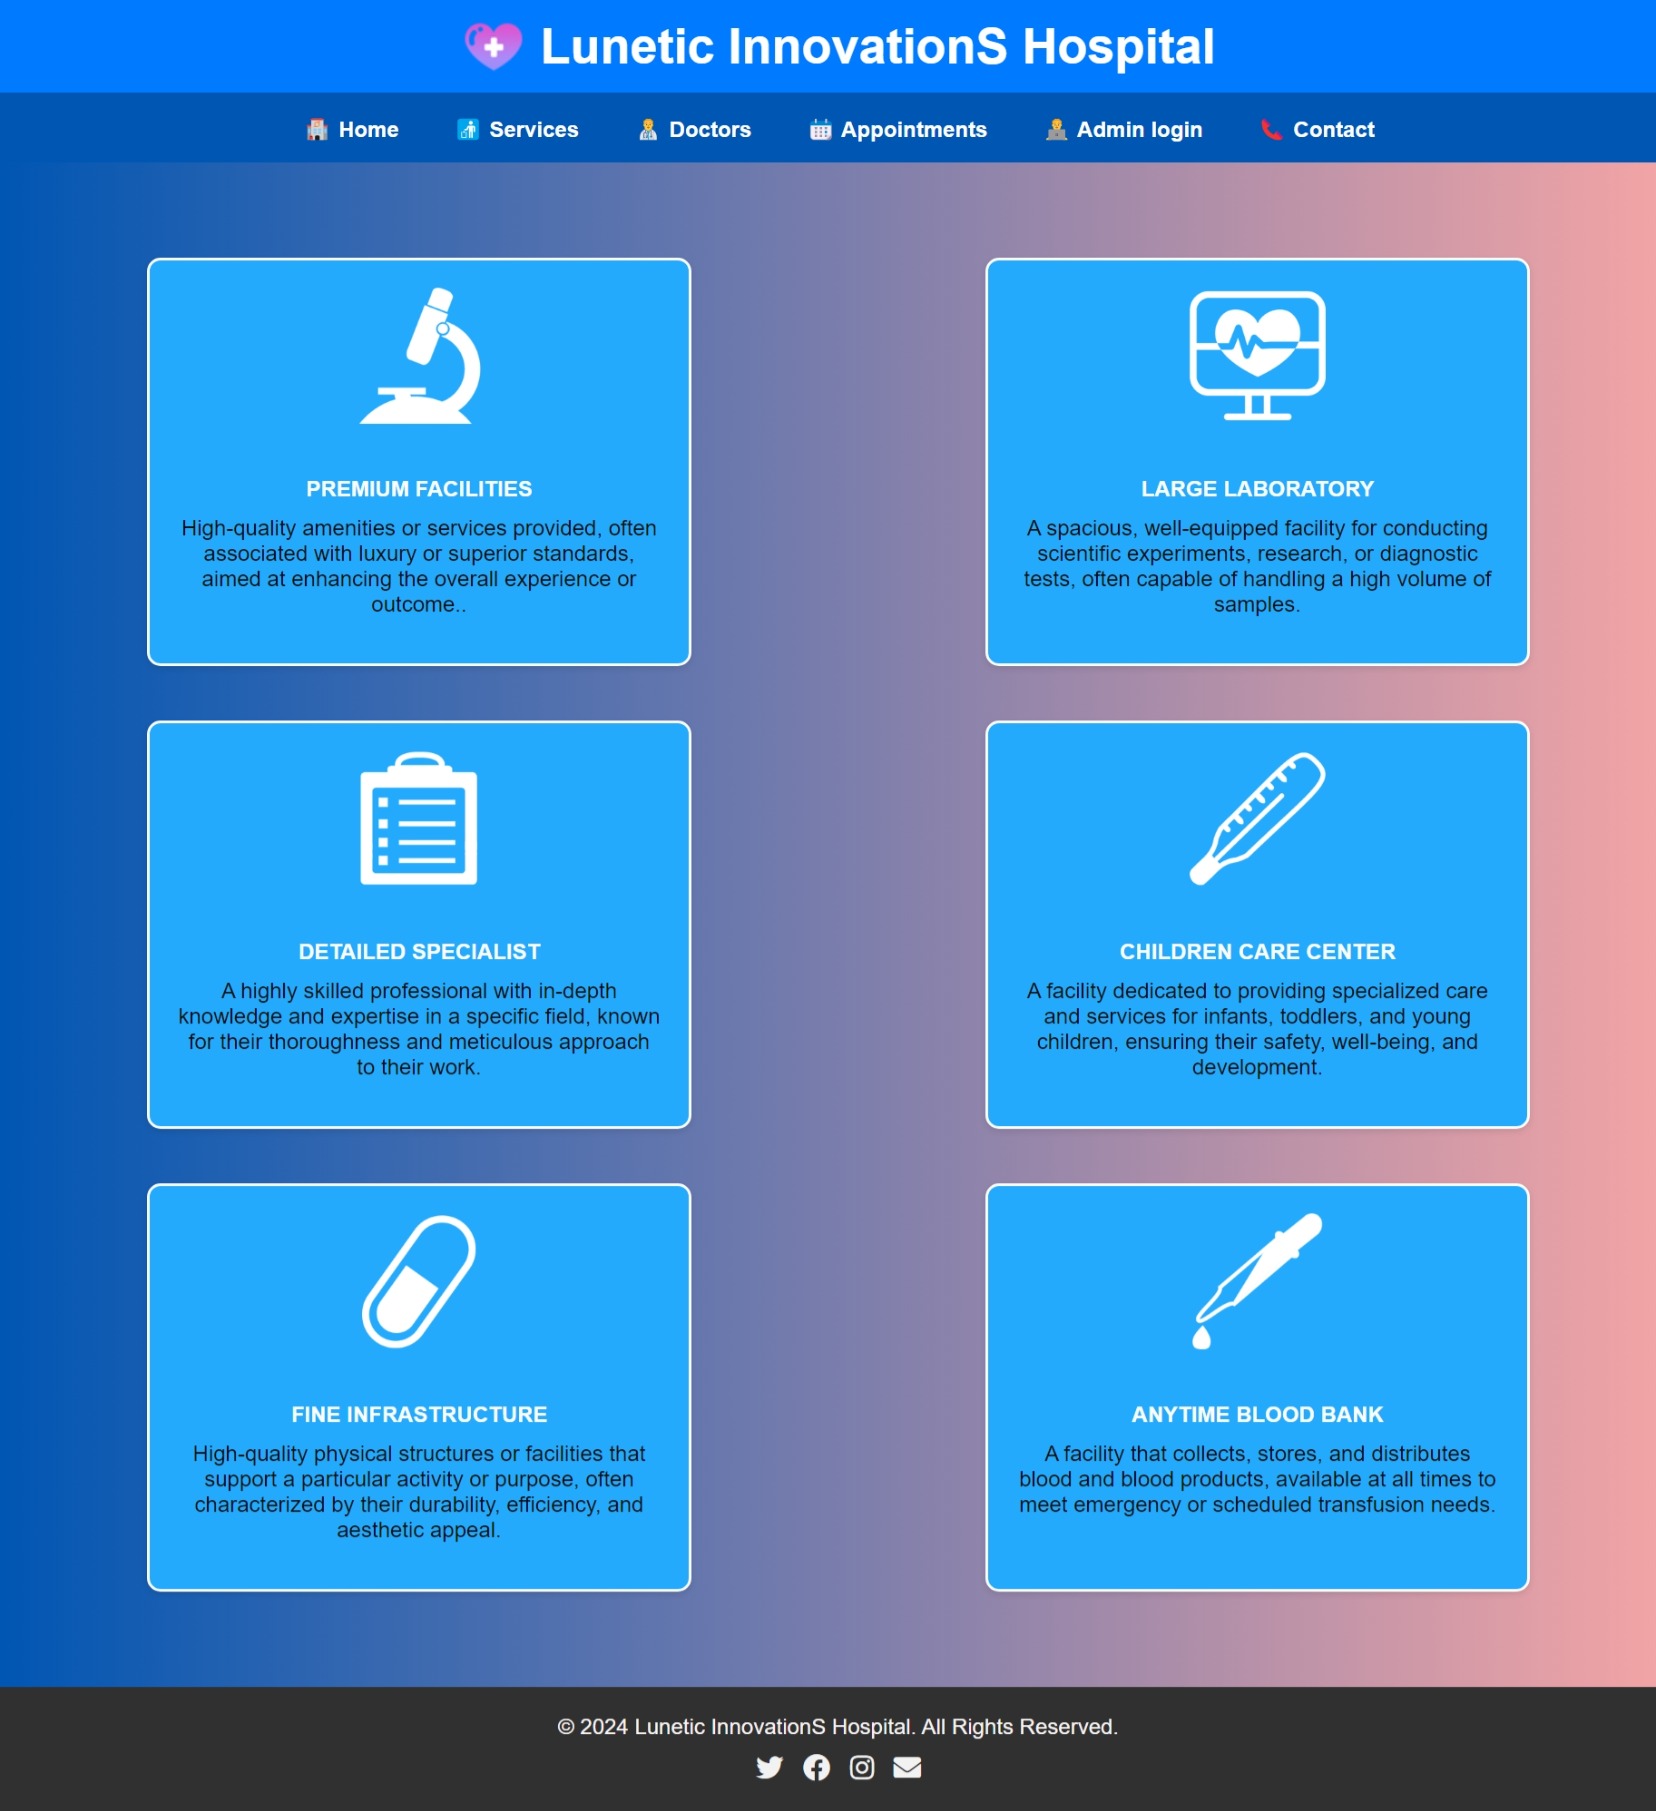 Lunetic InnovationS Hospital
Home Services Doctors Appointments Admin login Contact
PREMIUM FACILITIES
High-quality amenities or services provided, often
associated with luxury or superior standards,
aimed at enhancing the overall experience or
outcome..
LARGE LABORATORY
A spacious, well-equipped facility for conducting
scientific experiments, research, or diagnostic
tests, often capable of handling a high volume of
samples.
DETAILED SPECIALIST
A highly skilled professional with in-depth
knowledge and expertise in a specific field, known
for their thoroughness and meticulous approach
to their work.
CHILDREN CARE CENTER
A facility dedicated to providing specialized care
and services for infants, toddlers, and young
children, ensuring their safety, well-being, and
development.
FINE INFRASTRUCTURE
High-quality physical structures or facilities that
support a particular activity or purpose, often
characterized by their durability, efficiency, and
aesthetic appeal.
ANYTIME BLOOD BANK
A facility that collects, stores, and distributes
blood and blood products, available at all times to
meet emergency or scheduled transfusion needs.
© 2024 Lunetic InnovationS Hospital. All Rights Reserved.